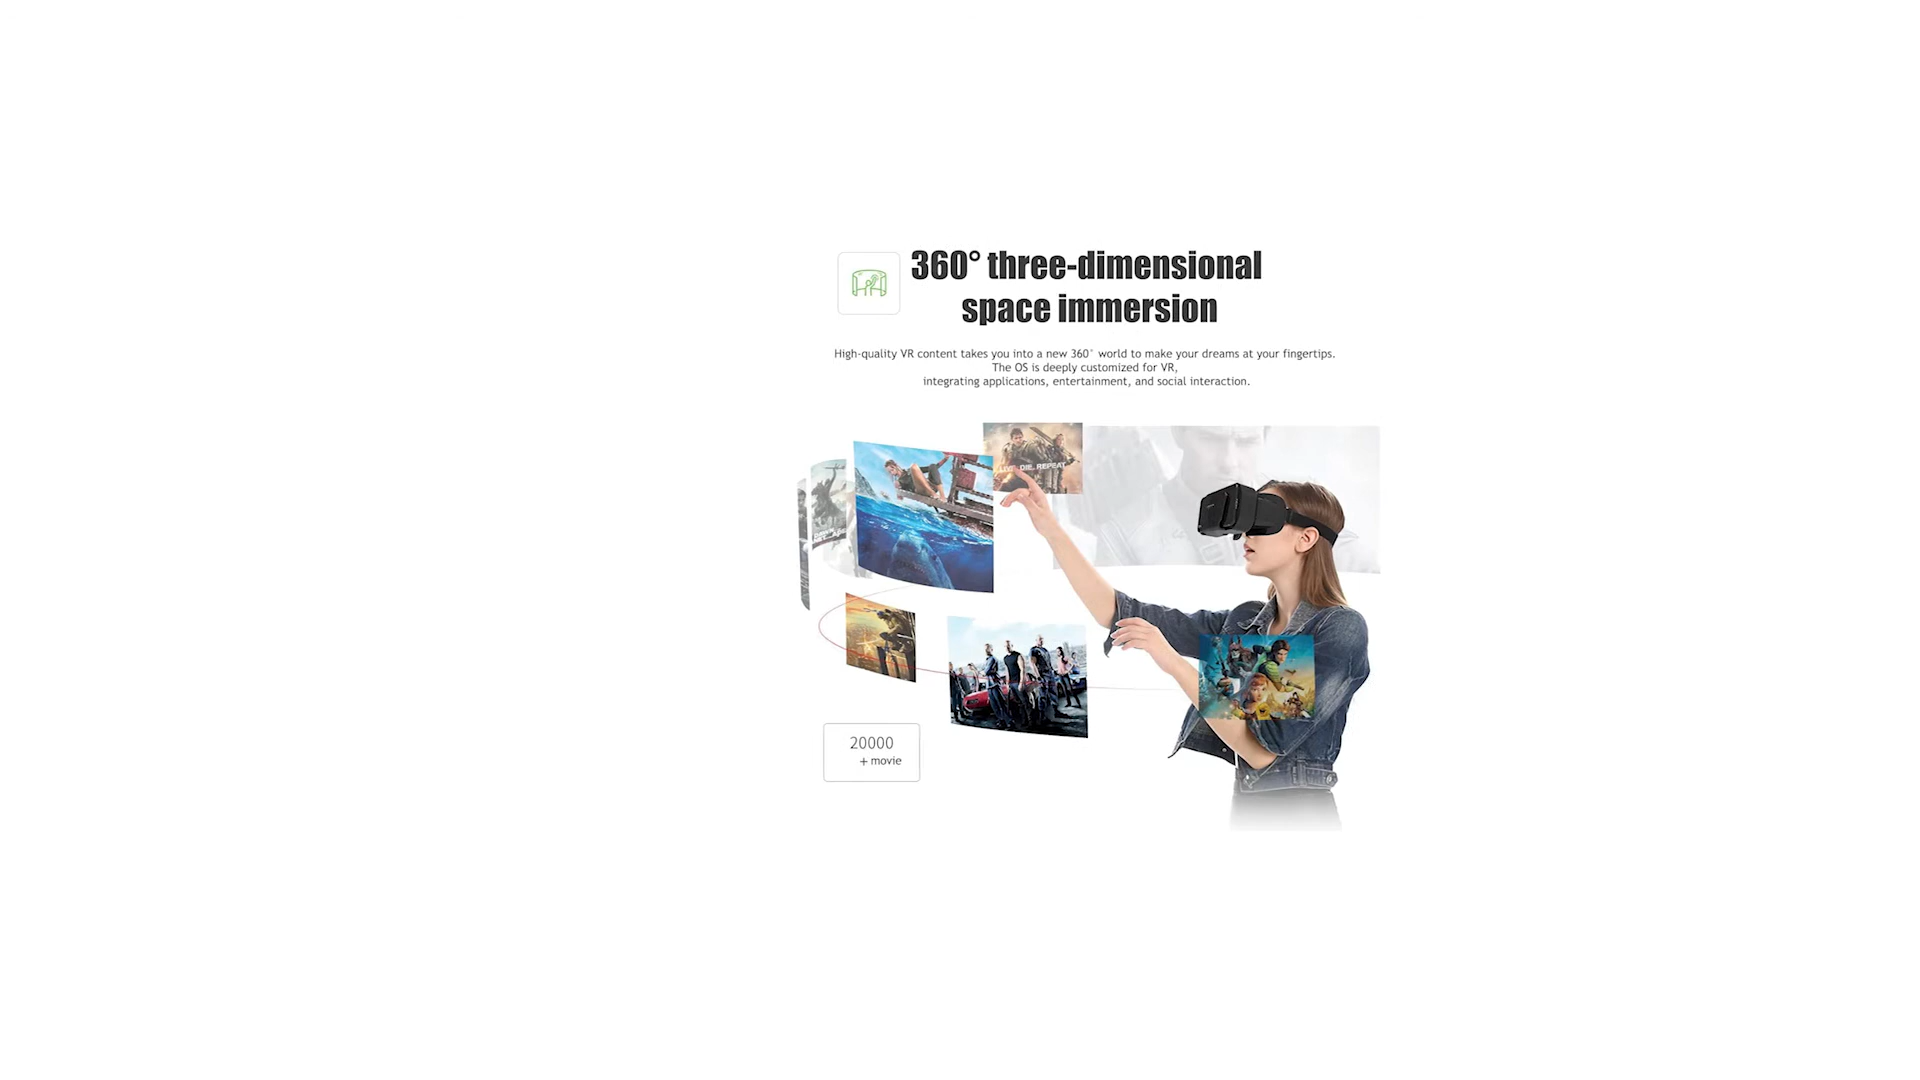 360° three-dimensional
space immersion
High-quality VR content takes you into a new 360° world to make your dreams at your fingertips.
The OS is deeply customized for VR,
integrating applications, entertainment, and social interaction.
LIVE. DIE. REPEAT.
20000
+ movie